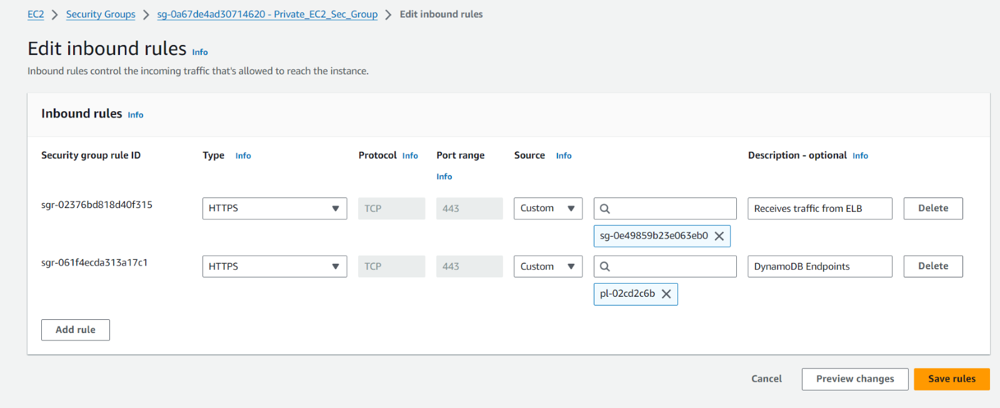 EC2 > Security Groups > sg-0a67de4ad30714620 - Private_EC2_Sec_Group > Edit inbound rules
Edit inbound rules Info
Inbound rules control the incoming traffic that's allowed to reach the instance.
Inbound rules Info
Security group rule ID Type Info Protocol Info Port range Source Info Description - optional Info
Info
sgr-02376bd818d40f315 HTTPS TCP 443 Custom Receives traffic from ELB Delete
sg-0e49859b23e063eb0
sgr-061f4ecda313a17c1 HTTPS TCP 443 Custom DynamoDB Endpoints Delete
pl-02cd2c6b
Add rule
Cancel Preview changes Save rules